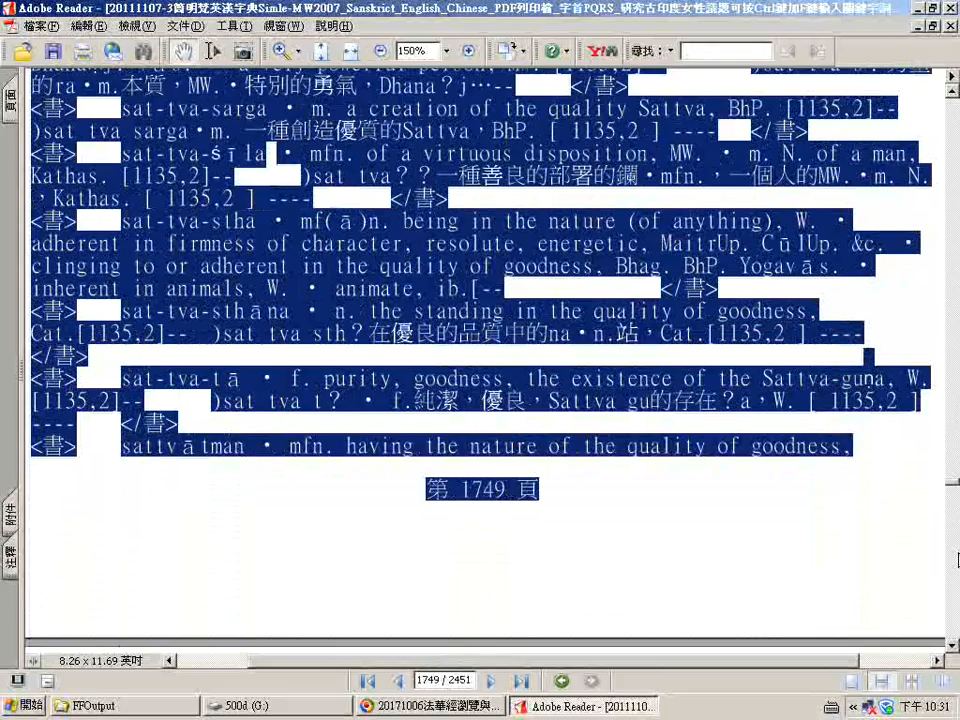 Adobe Reader - [20111107-3簡明梵英漢字典Simle-MW2007_Sanskrict_English_Chinese_PDF列印檔_字首PQRS_研究古印度女性議題可按Ctrl鍵加F鍵輸入關鍵字詞
檔案(F) 編輯(E) 檢視(V) 文件(D) 工具(T) 視窗(W) 說明(H)
150% Y! 尋找：
頁面
的ra・m.本質，MW.・特別的勇氣，Dhana？j…-- </書>
<書> sat-tva-sarga ・ m. a creation of the quality Sattva, BhP. [1135,2]--
)sat tva sarga・m. 一種創造優質的Sattva，BhP. [ 1135,2 ] ---- </書>
<書> sat-tva-śīla ・ mfn. of a virtuous disposition, MW. ・ m. N. of a man,
Kathas. [1135,2]-- )sat tva？？一種善良的部署的鑭・mfn.，一個人的MW.・m. N.
，Kathas. [ 1135,2 ] ---- </書>
<書> sat-tva-stha ・ mf(ā)n. being in the nature (of anything), W. ・
adherent in firmness of character, resolute, energetic, MaitrUp. CūlUp. &c. ・
clinging to or adherent in the quality of goodness, Bhag. BhP. Yogavās. ・
inherent in animals, W. ・ animate, ib.[-- </書>
<書> sat-tva-sthāna ・ n. the standing in the quality of goodness,
Cat.[1135,2]-- )sat tva sth？在優良的品質中的na・n.站，Cat.[1135,2 ] ----
</書>
<書> sat-tva-tā ・ f. purity, goodness, the existence of the Sattva-guṇa, W.
[1135,2]-- )sat tva t？ ・ f.純潔，優良，Sattva gu的存在？a，W. [ 1135,2 ]
---- </書>
<書> sattvātman ・ mfn. having the nature of the quality of goodness,
第 1749 頁
附件
注釋
8.26 x 11.69 英吋
1749 / 2451
開始 FFOutput 500d (G:) 20171006法華經瀏覽與... Adobe Reader - [2011110... 下午 10:31